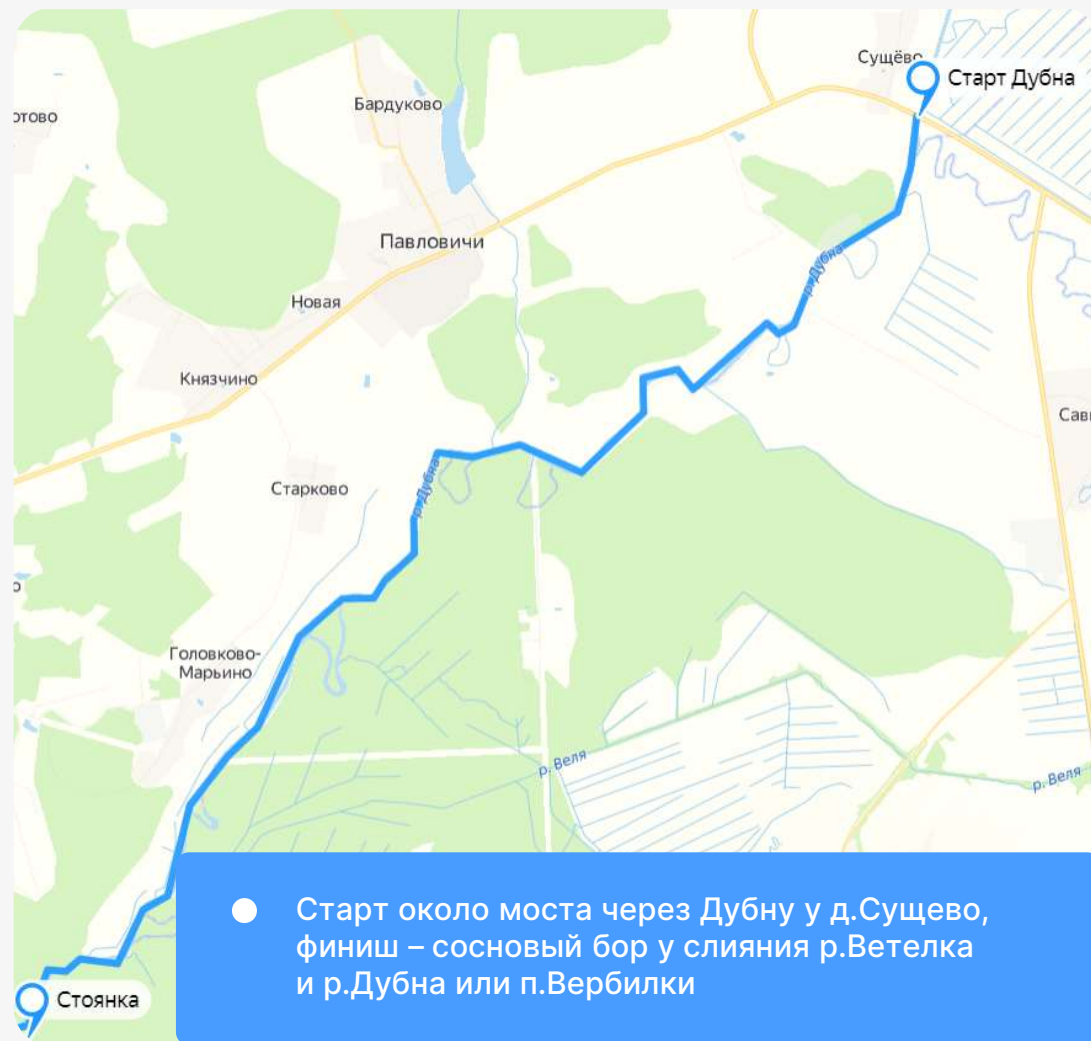 Сущёво
Старт Дубна
Бардуково
отово
Павловичи
р. Дубна
Новая
Князчино
Сав
р. Дубна
Старково
Головково-
Марьино
р. Веля
р. Веля
Старт около моста через Дубну у д.Сущево,
финиш – сосновый бор у слияния р.Ветелка
и р.Дубна или п.Вербилки
Стоянка